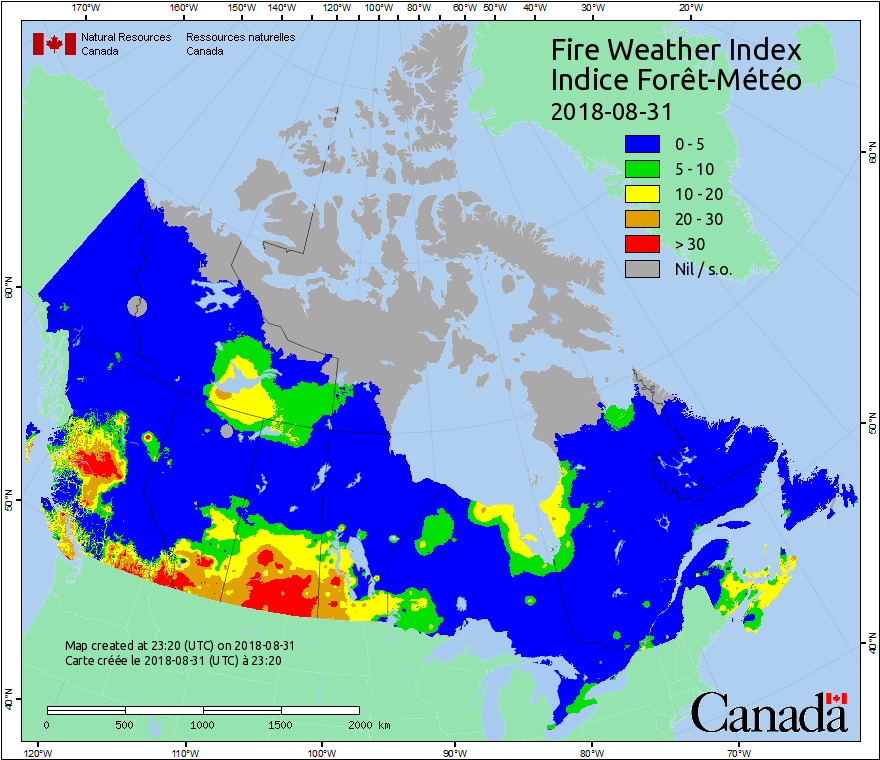 170°W 160°W 150°W 140°W 130°W 120°W 110°W 100°W 90°W 80°W 70°W 60°W 50°W 40°W 30°W 20°W
Natural Resources Canada
Ressources naturelles Canada
Fire Weather Index
Indice Forêt-Météo
2018-08-31
0 - 5
5 - 10
10 - 20
20 - 30
> 30
Nil / s.o.
60°N
50°N
40°N
60°N
50°N
40°N
Map created at 23:20 (UTC) on 2018-08-31
Carte créée le 2018-08-31 (UTC) à 23:20
0 500 1000 1500 2000 km
Canada
120°W 110°W 100°W 90°W 80°W 70°W